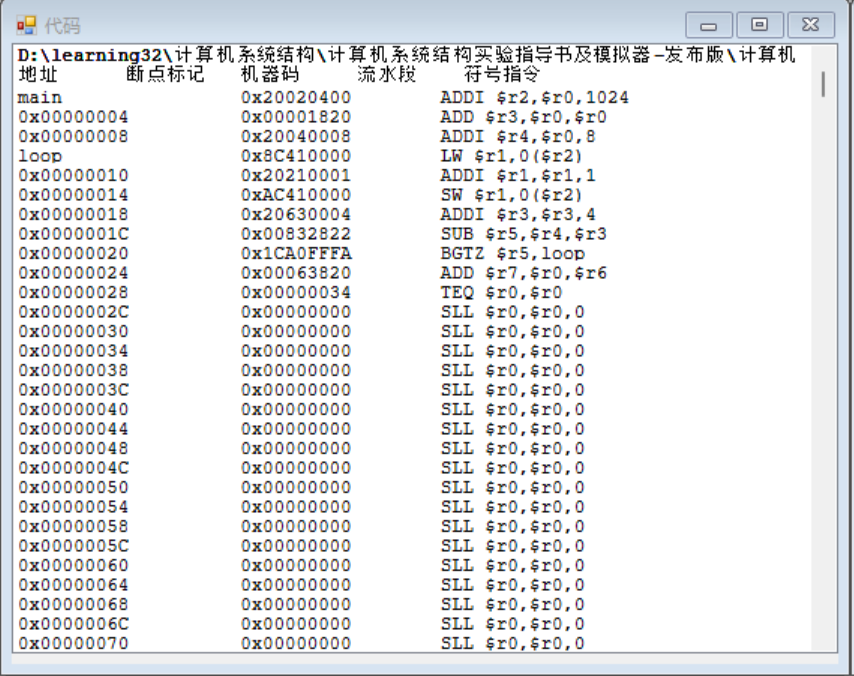 代码
D:\learning32\计算机系统结构\计算机系统结构实验指导书及模拟器-发布版\计算机
地址 断点标记 机器码 流水段 符号指令
main 0x20020400 ADDI $r2,$r0,1024
0x00000004 0x00001820 ADD $r3,$r0,$r0
0x00000008 0x20040008 ADDI $r4,$r0,8
loop 0x8C410000 LW $r1,0($r2)
0x00000010 0x20210001 ADDI $r1,$r1,1
0x00000014 0xAC410000 SW $r1,0($r2)
0x00000018 0x20630004 ADDI $r3,$r3,4
0x0000001C 0x00832822 SUB $r5,$r4,$r3
0x00000020 0x1CA0FFFA BGTZ $r5,loop
0x00000024 0x00063820 ADD $r7,$r0,$r6
0x00000028 0x00000034 TEQ $r0,$r0
0x0000002C 0x00000000 SLL $r0,$r0,0
0x00000030 0x00000000 SLL $r0,$r0,0
0x00000034 0x00000000 SLL $r0,$r0,0
0x00000038 0x00000000 SLL $r0,$r0,0
0x0000003C 0x00000000 SLL $r0,$r0,0
0x00000040 0x00000000 SLL $r0,$r0,0
0x00000044 0x00000000 SLL $r0,$r0,0
0x00000048 0x00000000 SLL $r0,$r0,0
0x0000004C 0x00000000 SLL $r0,$r0,0
0x00000050 0x00000000 SLL $r0,$r0,0
0x00000054 0x00000000 SLL $r0,$r0,0
0x00000058 0x00000000 SLL $r0,$r0,0
0x0000005C 0x00000000 SLL $r0,$r0,0
0x00000060 0x00000000 SLL $r0,$r0,0
0x00000064 0x00000000 SLL $r0,$r0,0
0x00000068 0x00000000 SLL $r0,$r0,0
0x0000006C 0x00000000 SLL $r0,$r0,0
0x00000070 0x00000000 SLL $r0,$r0,0